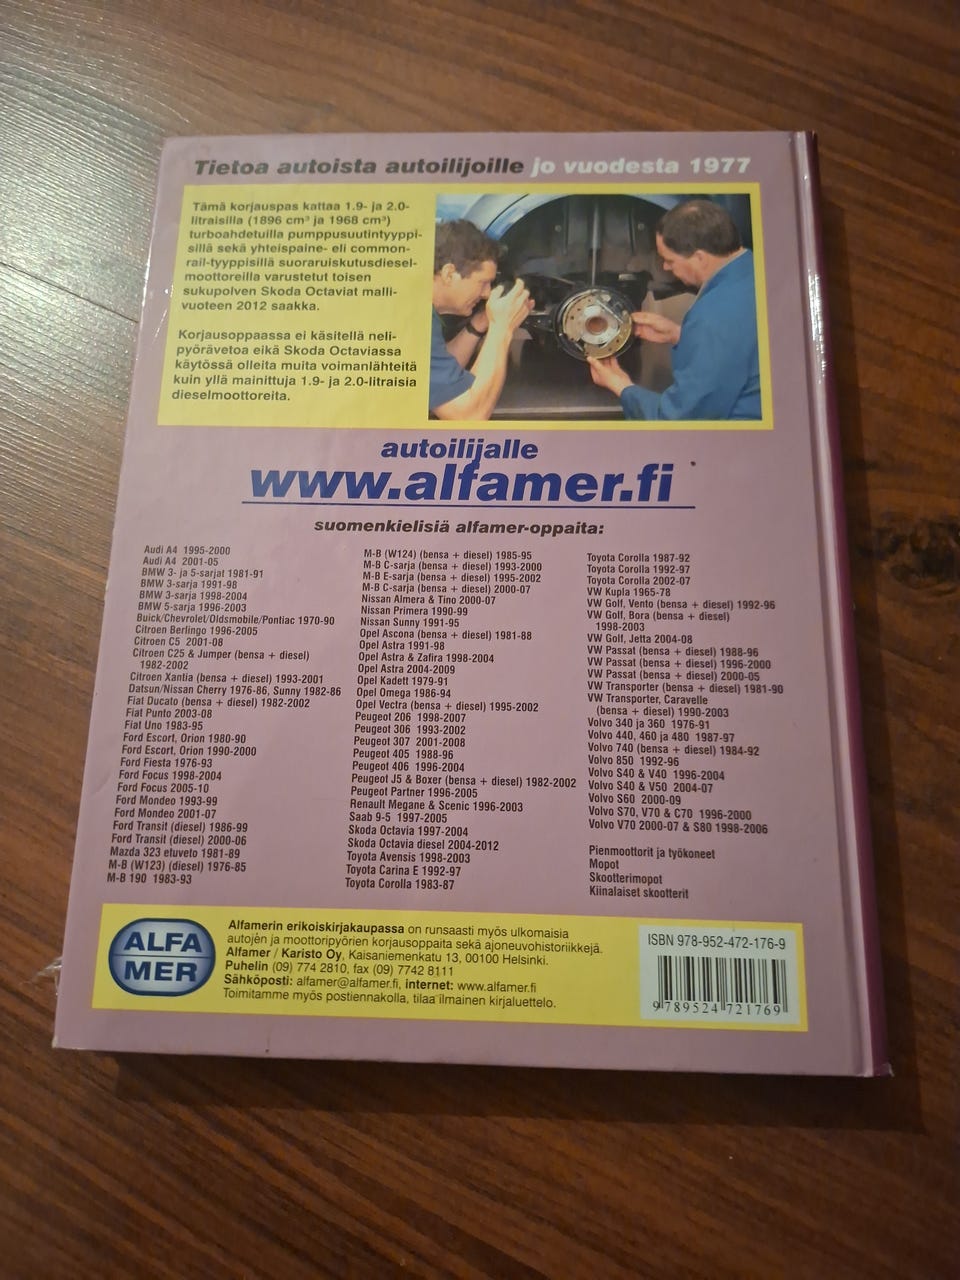 Tietoa autoista autoilijoille jo vuodesta 1977
Tämä korjauspas kattaa 1.9- ja 2.0-
litraisilla (1896 cm³ ja 1968 cm³)
turboahdetuilla pumppusuutintyyppi-
sillä sekä yhteispaine- eli common-
rail-tyyppisillä suoraruiskutusdiesel-
moottoreilla varustetut toisen
sukupolven Skoda Octaviat malli-
vuoteen 2012 saakka.
Korjausoppaassa ei käsitellä neli-
pyörävetoa eikä Skoda Octaviassa
käytössä olleita muita voimanlähteitä
kuin yllä mainittuja 1.9- ja 2.0-litraisia
dieselmoottoreita.
autoilijalle
www.alfamer.fi
suomenkielisiä alfamer-oppaita:
Audi A4 1995-2000
Audi A4 2001-05
BMW 3- ja 5-sarjat 1981-91
BMW 3-sarja 1991-98
BMW 3-sarja 1998-2004
BMW 5-sarja 1996-2003
Buick/Chevrolet/Oldsmobile/Pontiac 1970-90
Citroen Berlingo 1996-2005
Citroen C5 2001-08
Citroen C25 & Jumper (bensa + diesel)
1982-2002
Citroen Xantia (bensa + diesel) 1993-2001
Datsun/Nissan Cherry 1976-86, Sunny 1982-86
Fiat Ducato (bensa + diesel) 1982-2002
Fiat Punto 2003-08
Fiat Uno 1983-95
Ford Escort, Orion 1980-90
Ford Escort, Orion 1990-2000
Ford Fiesta 1976-93
Ford Focus 1998-2004
Ford Focus 2005-10
Ford Mondeo 1993-99
Ford Mondeo 2001-07
Ford Transit (diesel) 1986-99
Ford Transit (diesel) 2000-06
Mazda 323 etuveto 1981-89
M-B (W123) (diesel) 1976-85
M-B 190 1983-93
M-B (W124) (bensa + diesel) 1985-95
M-B C-sarja (bensa + diesel) 1993-2000
M-B E-sarja (bensa + diesel) 1995-2002
M-B C-sarja (bensa + diesel) 2000-07
Nissan Almera & Tino 2000-07
Nissan Primera 1990-99
Nissan Sunny 1991-95
Opel Ascona (bensa + diesel) 1981-88
Opel Astra 1991-98
Opel Astra & Zafira 1998-2004
Opel Astra 2004-2009
Opel Kadett 1979-91
Opel Omega 1986-94
Opel Vectra (bensa + diesel) 1995-2002
Peugeot 206 1998-2007
Peugeot 306 1993-2002
Peugeot 307 2001-2008
Peugeot 405 1988-96
Peugeot 406 1996-2004
Peugeot J5 & Boxer (bensa + diesel) 1982-2002
Peugeot Partner 1996-2005
Renault Megane & Scenic 1996-2003
Saab 9-5 1997-2005
Skoda Octavia 1997-2004
Skoda Octavia diesel 2004-2012
Toyota Avensis 1998-2003
Toyota Carina E 1992-97
Toyota Corolla 1983-87
Toyota Corolla 1987-92
Toyota Corolla 1992-97
Toyota Corolla 2002-07
VW Kupla 1965-78
VW Golf, Vento (bensa + diesel) 1992-96
VW Golf, Bora (bensa + diesel)
1998-2003
VW Golf, Jetta 2004-08
VW Passat (bensa + diesel) 1988-96
VW Passat (bensa + diesel) 1996-2000
VW Passat (bensa + diesel) 2000-05
VW Transporter (bensa + diesel) 1981-90
VW Transporter, Caravelle
(bensa + diesel) 1990-2003
Volvo 340 ja 360 1976-91
Volvo 440, 460 ja 480 1987-97
Volvo 740 (bensa + diesel) 1984-92
Volvo 850 1992-96
Volvo S40 & V40 1996-2004
Volvo S40 & V50 2004-07
Volvo S60 2000-09
Volvo S70, V70 & C70 1996-2000
Volvo V70 2000-07 & S80 1998-2006
Pienmoottorit ja työkoneet
Mopot
Skootterimopot
Kiinalaiset skootterit
ALFA
MER
Alfamerin erikoiskirjakaupassa on runsaasti myös ulkomaisia
autojen ja moottoripyörien korjausoppaita sekä ajoneuvohistoriikkejä.
Alfamer / Karisto Oy, Kaisaniemenkatu 13, 00100 Helsinki.
Puhelin (09) 774 2810, fax (09) 7742 8111
Sähköposti: alfamer@alfamer.fi, internet: www.alfamer.fi
Toimitamme myös postiennakolla, tilaa ilmainen kirjaluettelo.
ISBN 978-952-472-176-9
9 789524 721769